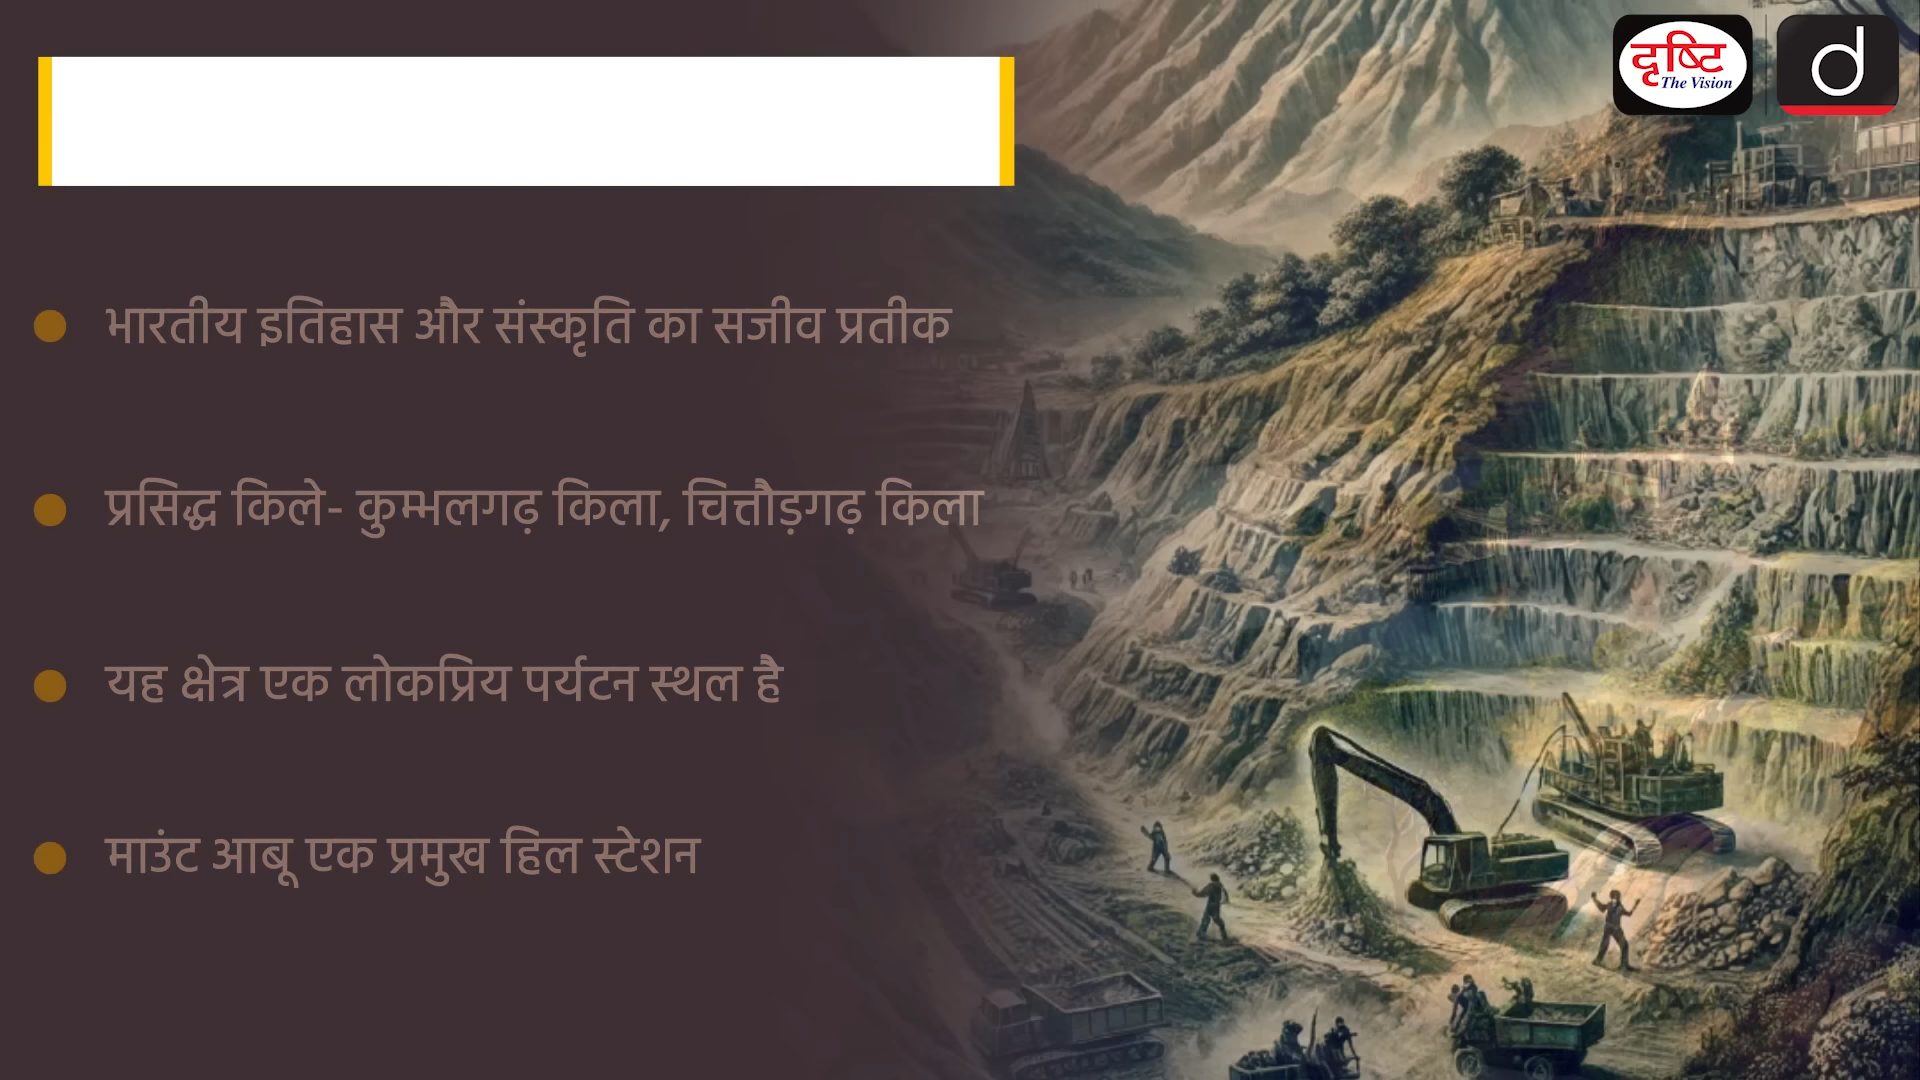 दृष्टि
The Vision
d
भारतीय इतिहास और संस्कृति का सजीव प्रतीक
प्रसिद्ध किले- कुम्भलगढ़ किला, चित्तौड़गढ़ किला
यह क्षेत्र एक लोकप्रिय पर्यटन स्थल है
माउंट आबू एक प्रमुख हिल स्टेशन